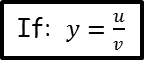 If: y = u/v